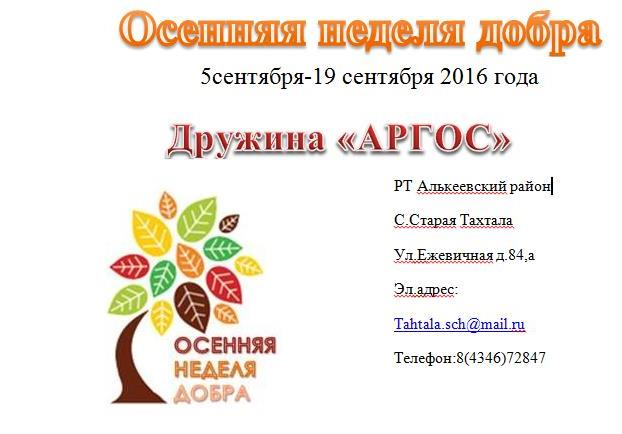 Осенняя неделя добра
5сентября-19 сентября 2016 года
Дружина «АРГОС»
РТ Алькеевский район
С.Старая Тахтала
Ул.Ежевичная д.84,а
Эл.адрес:
Tahtala.sch@mail.ru
Телефон:8(4346)72847
ОСЕННЯЯ
НЕДЕЛЯ
ДОБРА